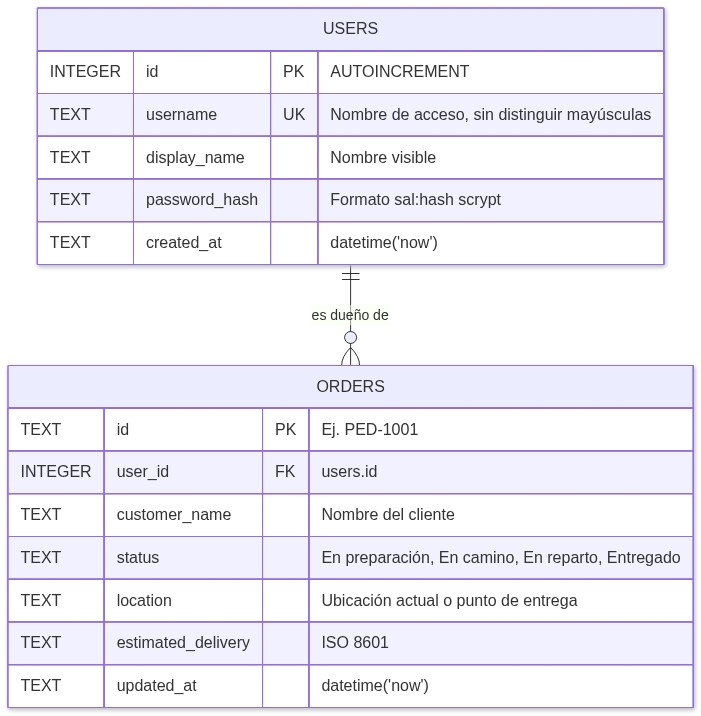 USERS
INTEGER id PK AUTOINCREMENT
TEXT username UK Nombre de acceso, sin distinguir mayúsculas
TEXT display_name Nombre visible
TEXT password_hash Formato sal:hash scrypt
TEXT created_at datetime('now')
es dueño de
ORDERS
TEXT id PK Ej. PED-1001
INTEGER user_id FK users.id
TEXT customer_name Nombre del cliente
TEXT status En preparación, En camino, En reparto, Entregado
TEXT location Ubicación actual o punto de entrega
TEXT estimated_delivery ISO 8601
TEXT updated_at datetime('now')